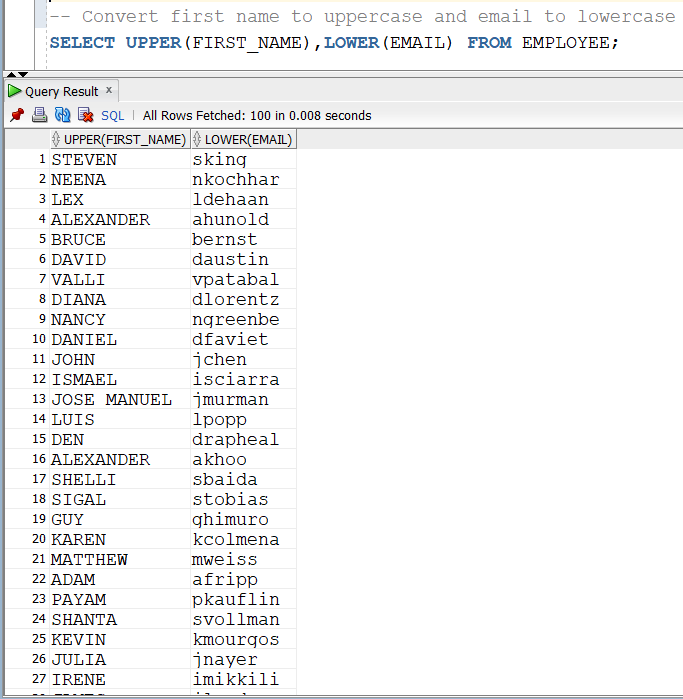 -- Convert first name to uppercase and email to lowercase
SELECT UPPER(FIRST_NAME),LOWER(EMAIL) FROM EMPLOYEE;
Query Result x
SQL | All Rows Fetched: 100 in 0.008 seconds
UPPER(FIRST_NAME) LOWER(EMAIL)
1 STEVEN sking
2 NEENA nkochhar
3 LEX ldehaan
4 ALEXANDER ahunold
5 BRUCE bernst
6 DAVID daustin
7 VALLI vpatabal
8 DIANA dlorentz
9 NANCY ngreenbe
10 DANIEL dfaviet
11 JOHN jchen
12 ISMAEL isciarra
13 JOSE MANUEL jmurman
14 LUIS lpopp
15 DEN drapheal
16 ALEXANDER akhoo
17 SHELLI sbaida
18 SIGAL stobias
19 GUY ghimuro
20 KAREN kcolmena
21 MATTHEW mweiss
22 ADAM afripp
23 PAYAM pkauflin
24 SHANTA svollman
25 KEVIN kmourgos
26 JULIA jnayer
27 IRENE imikkili